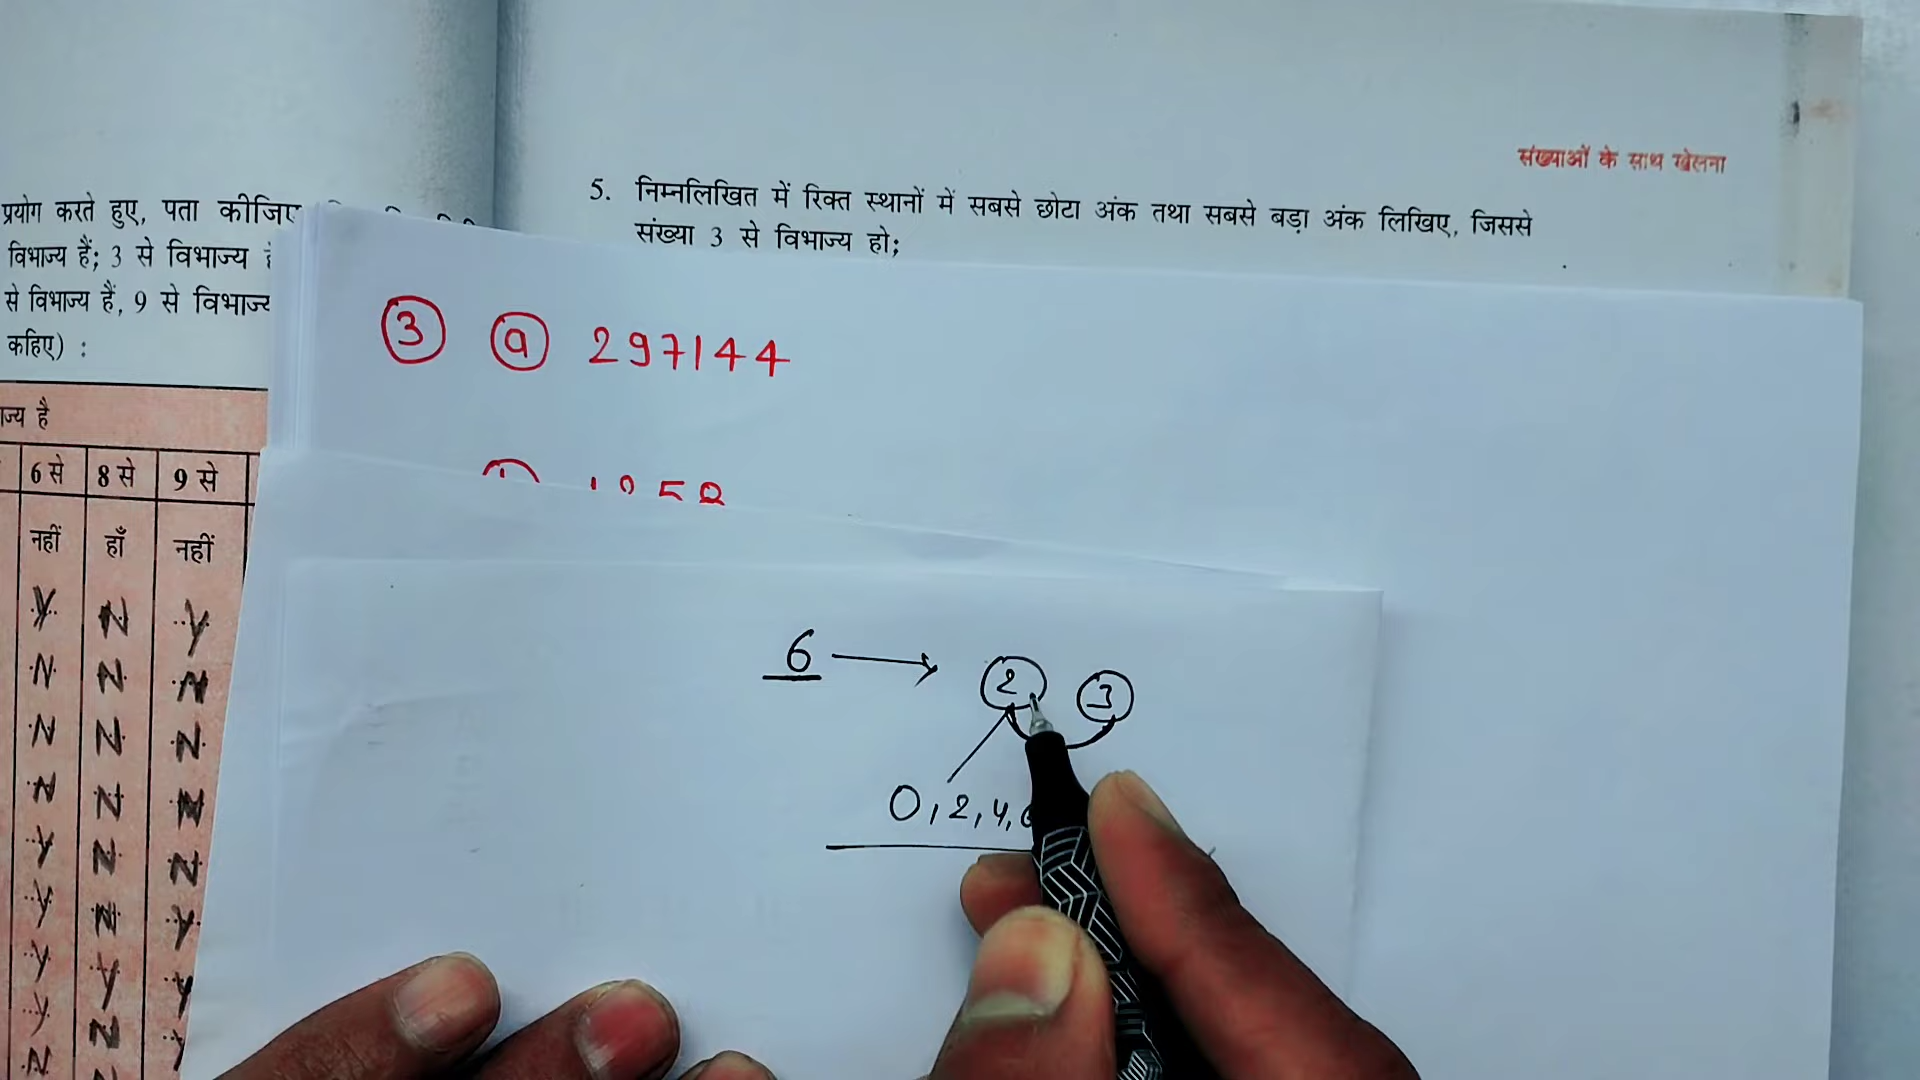 संख्याओं के साथ खेलना
प्रयोग करते हुए, पता कीजिए
विभाज्य हैं; 3 से विभाज्य
से विभाज्य हैं, 9 से विभाज्य
कहिए) :
5. निम्नलिखित में रिक्त स्थानों में सबसे छोटा अंक तथा सबसे बड़ा अंक लिखिए, जिससे
संख्या 3 से विभाज्य हो;
3 a 297144
है
6 से 8 से 9 से
नहीं हाँ नहीं
Y N Y
N N N
N N N
N N N
Y N N
Y N Y
Y Y Y
Y N Y
N
6 → 2 3
0, 2, 4,